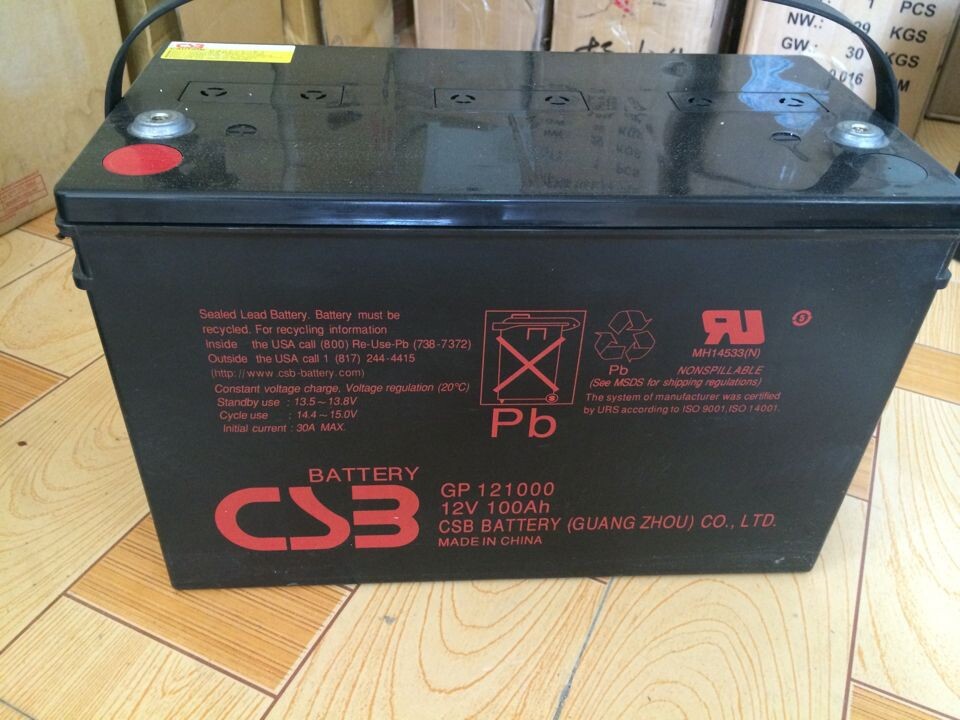 1 PCS
NW.: 29 KGS
GW.: 30 KGS
0.016 M
CSB
Sealed Lead Battery. Battery must be
recycled. For recycling information
Inside the USA call (800) Re-Use-Pb (738-7372)
Outside the USA call 1 (817) 244-4415
(http://www.csb-battery.com)
Constant voltage charge, Voltage regulation (20°C)
Standby use : 13.5~13.8V
Cycle use : 14.4~15.0V
Initial current : 30A MAX.
Pb
Pb
MH14533(N)
NONSPILLABLE
(See MSDS for shipping regulations)
The system of manufacturer was certified
by URS according to ISO 9001, ISO 14001.
BATTERY
CSB
GP 121000
12V 100Ah
CSB BATTERY (GUANG ZHOU) CO., LTD.
MADE IN CHINA